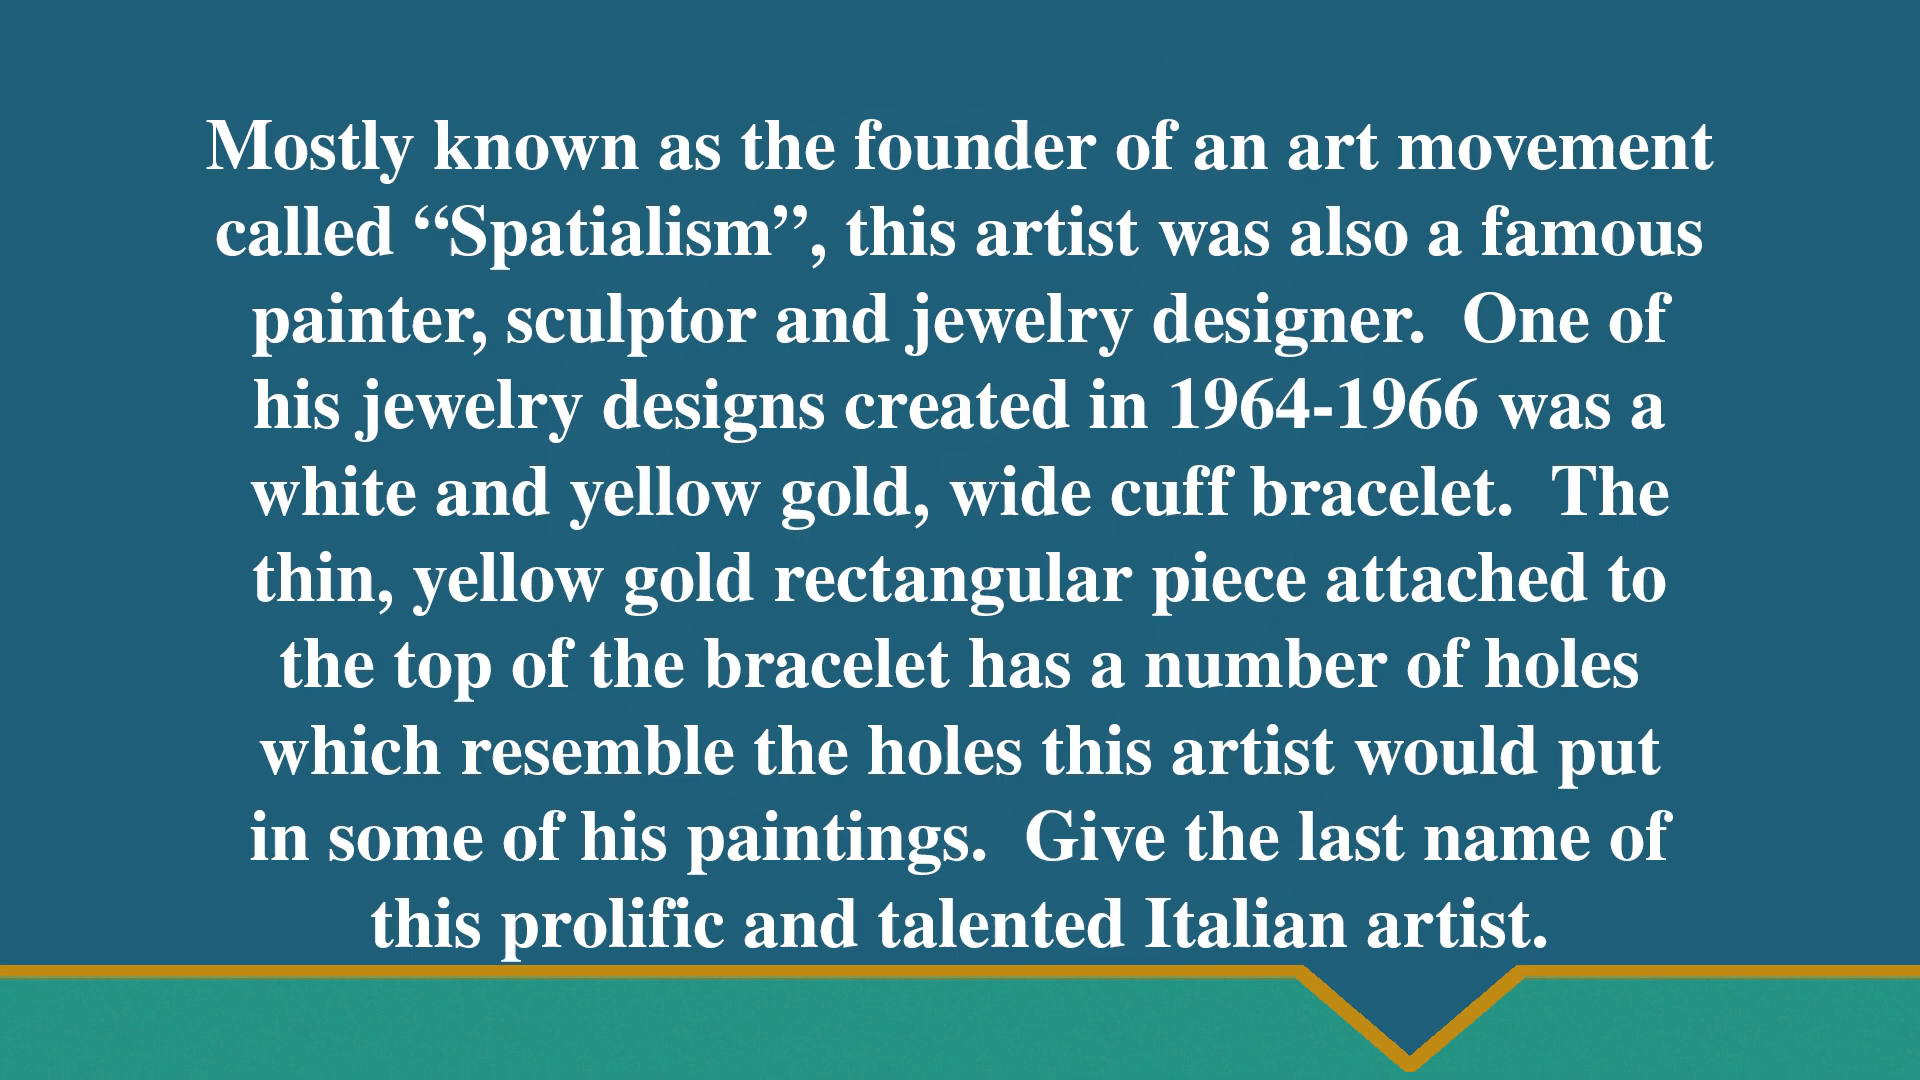 Mostly known as the founder of an art movement
called “Spatialism”, this artist was also a famous
painter, sculptor and jewelry designer.  One of
his jewelry designs created in 1964-1966 was a
white and yellow gold, wide cuff bracelet.  The
thin, yellow gold rectangular piece attached to
the top of the bracelet has a number of holes
which resemble the holes this artist would put
in some of his paintings.  Give the last name of
this prolific and talented Italian artist.